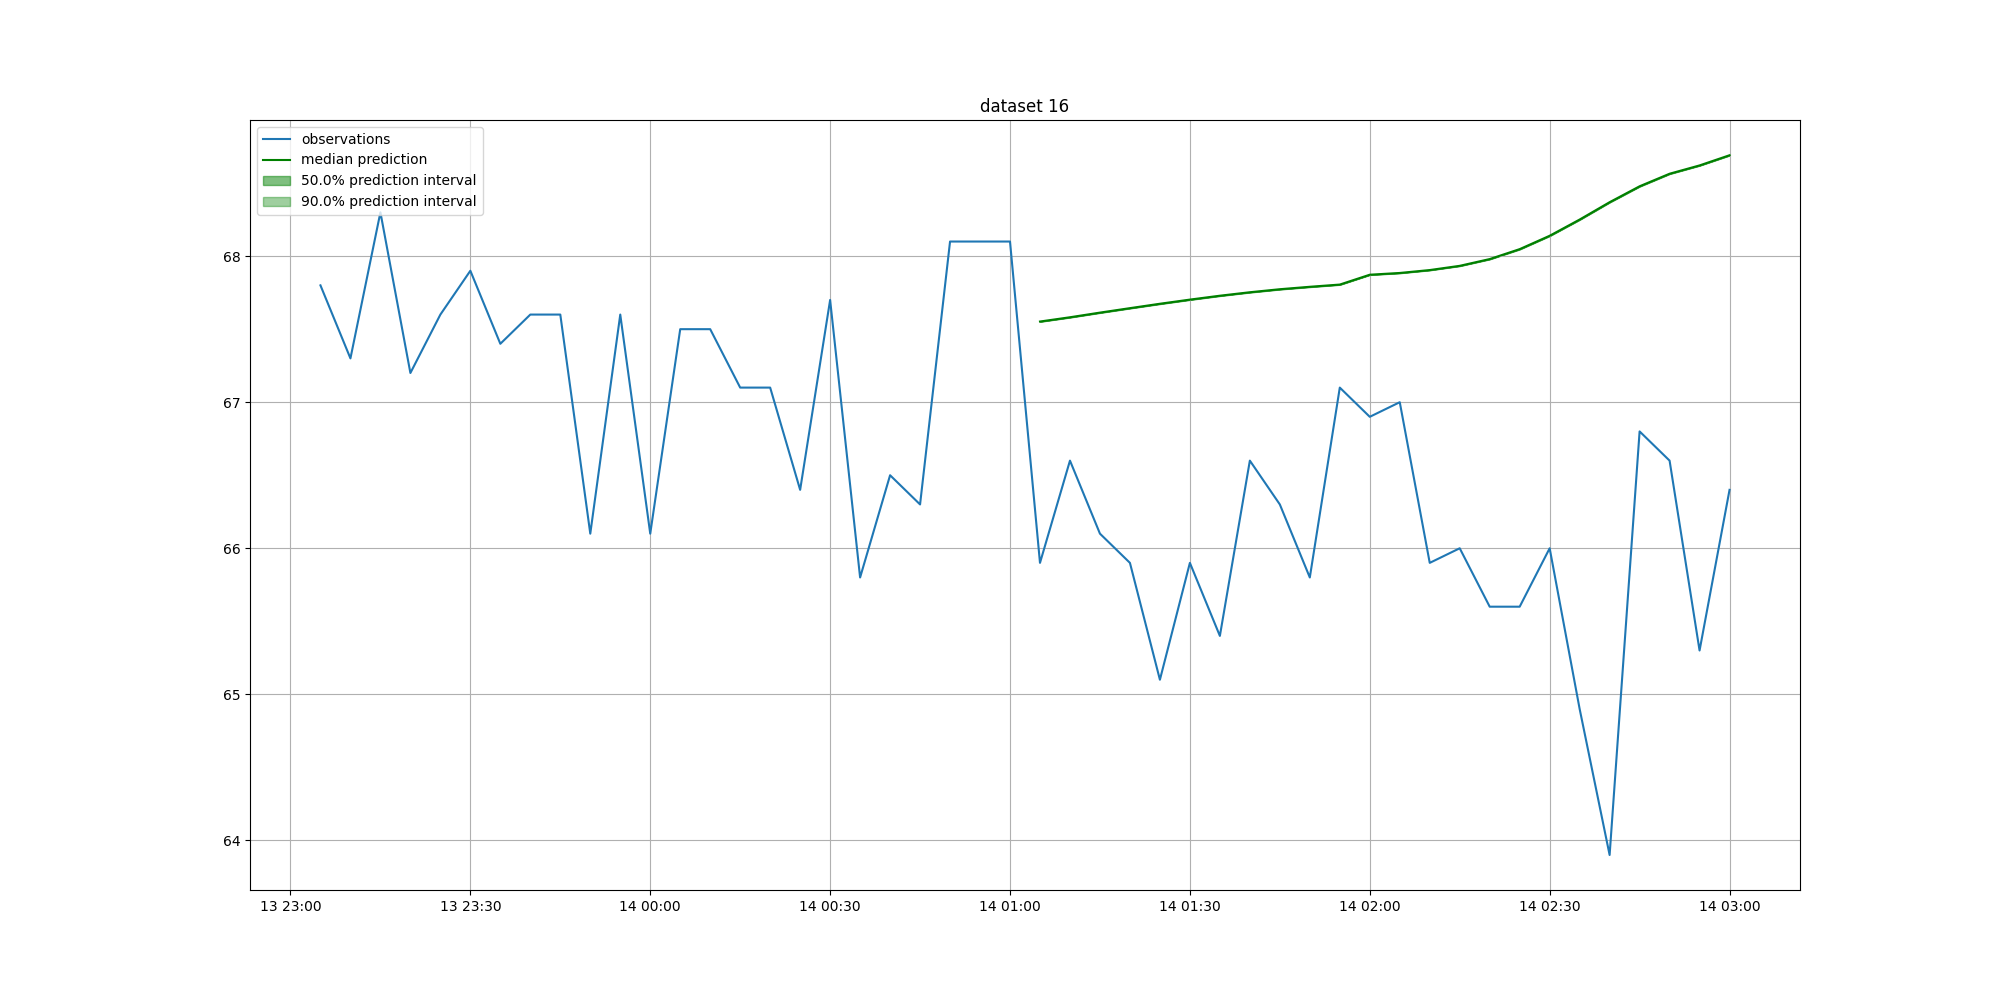 dataset 16
observations
median prediction
50.0% prediction interval
90.0% prediction interval
68
67
66
65
64
13 23:00 13 23:30 14 00:00 14 00:30 14 01:00 14 01:30 14 02:00 14 02:30 14 03:00